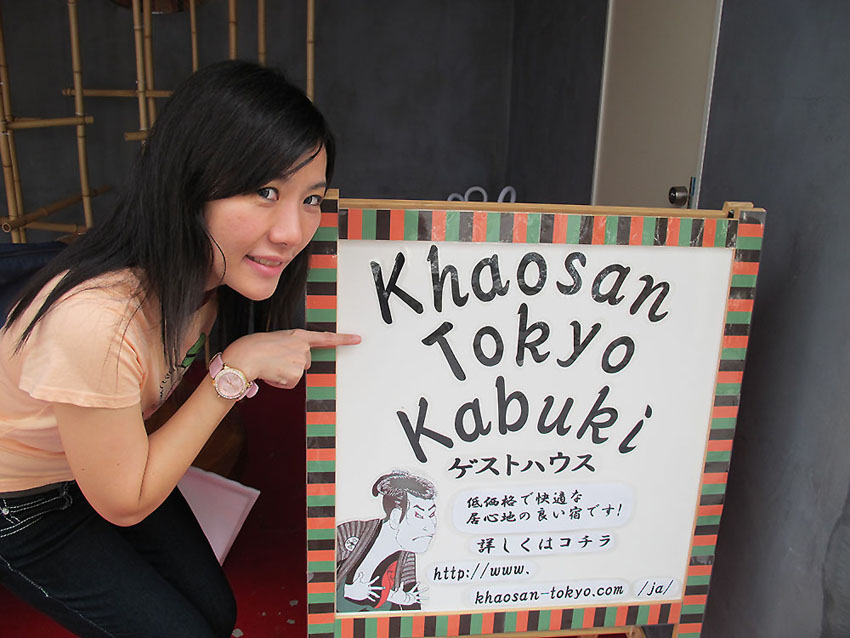 Khaosan
Tokyo
Kabuki
ゲストハウス
低価格で快適な
居心地の良い宿です!
詳しくはコチラ
http://www.
khaosan-tokyo.com /ja/